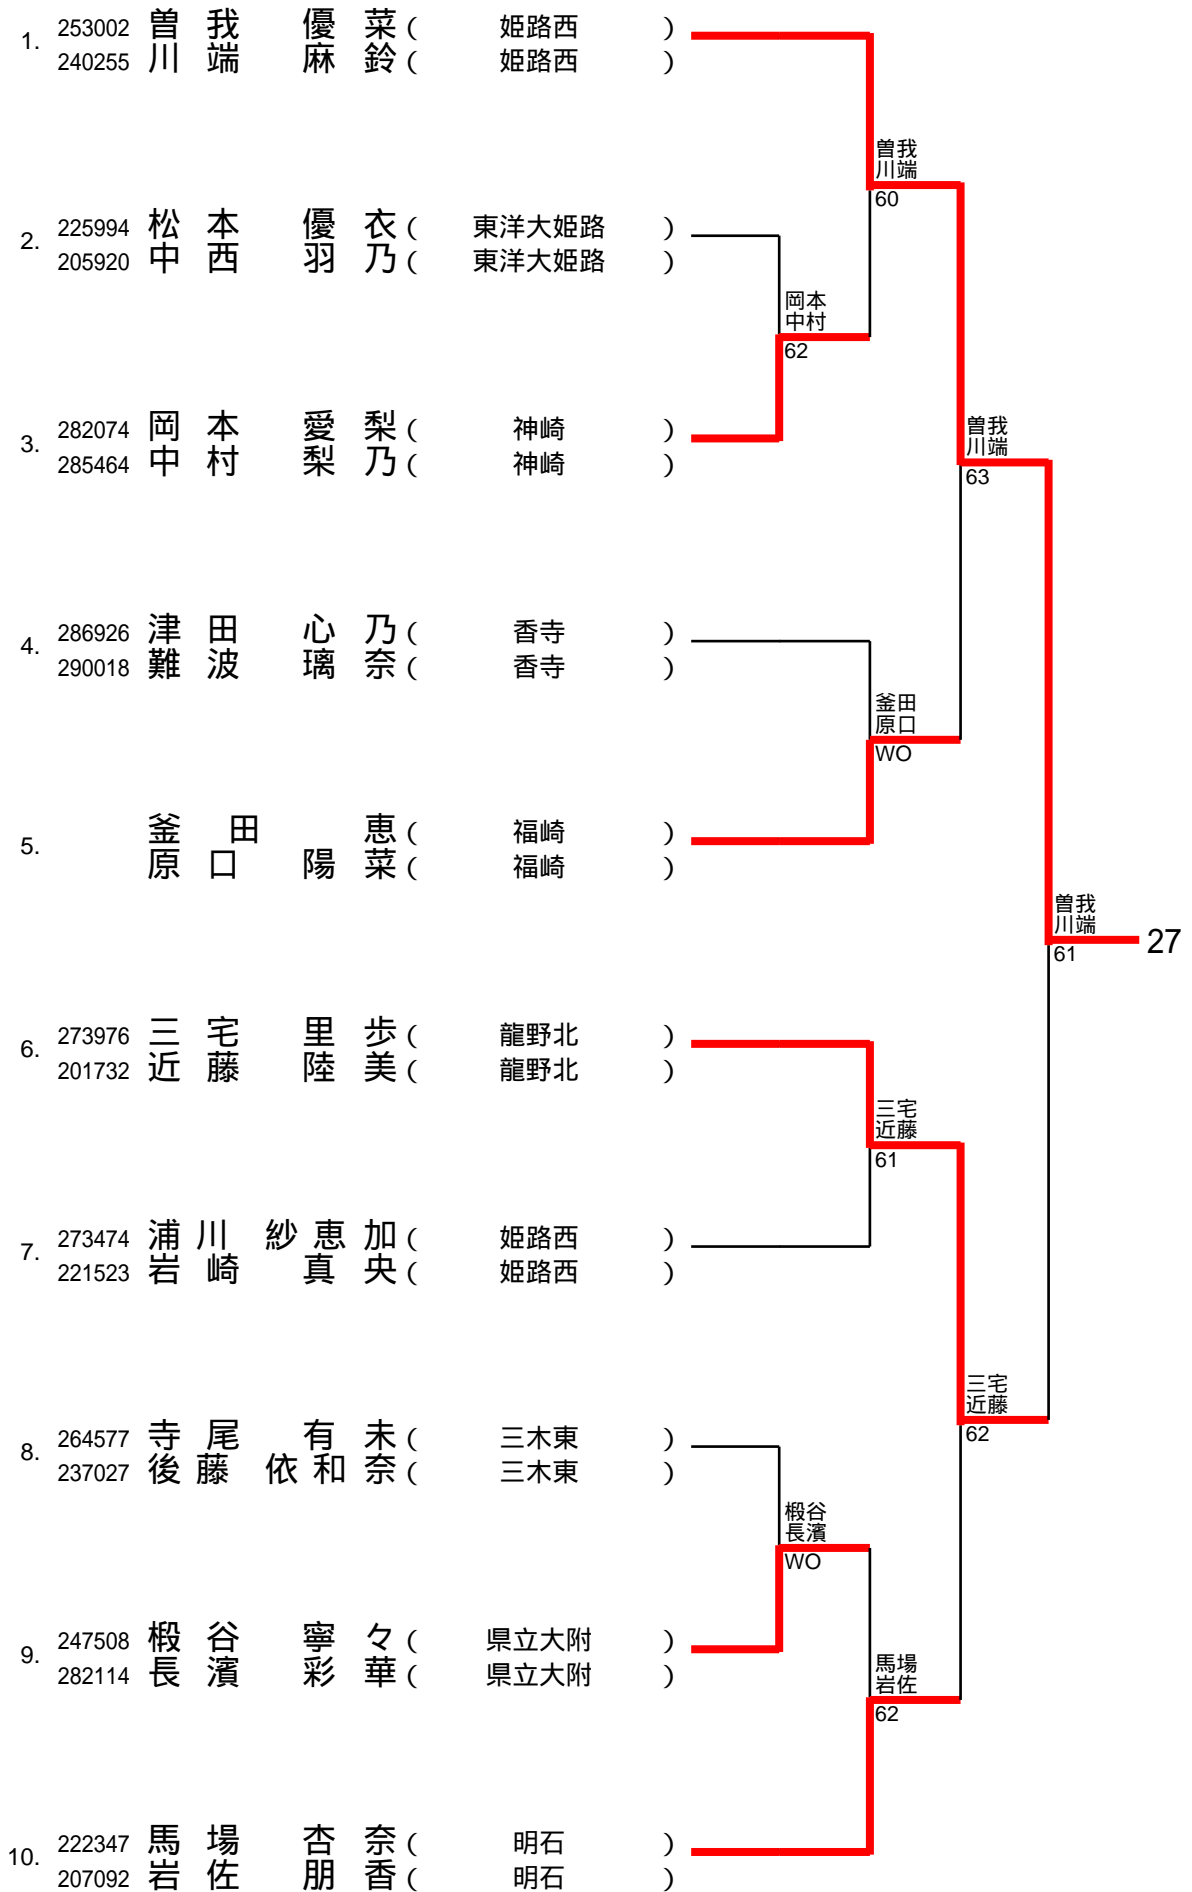 1. 253002 曽我 優菜 ( 姫路西 )
240255 川端 麻鈴 ( 姫路西 )
曽我
川端
60
2. 225994 松本 優衣 ( 東洋大姫路 )
205920 中西 羽乃 ( 東洋大姫路 )
岡本
中村
62
3. 282074 岡本 愛梨 ( 神崎 )
285464 中村 梨乃 ( 神崎 )
曽我
川端
63
4. 286926 津田 心乃 ( 香寺 )
290018 難波 璃奈 ( 香寺 )
釜田
原口
WO
5. 釜田 恵 ( 福崎 )
原口 陽菜 ( 福崎 )
曽我
川端
61
27
6. 273976 三宅 里歩 ( 龍野北 )
201732 近藤 陸美 ( 龍野北 )
三宅
近藤
61
7. 273474 浦川 紗恵加 ( 姫路西 )
221523 岩崎 真央 ( 姫路西 )
三宅
近藤
62
8. 264577 寺尾 有未 ( 三木東 )
237027 後藤 依和奈 ( 三木東 )
椴谷
長濱
WO
9. 247508 椴谷 寧々 ( 県立大附 )
282114 長濱 彩華 ( 県立大附 )
馬場
岩佐
62
10. 222347 馬場 杏奈 ( 明石 )
207092 岩佐 朋香 ( 明石 )